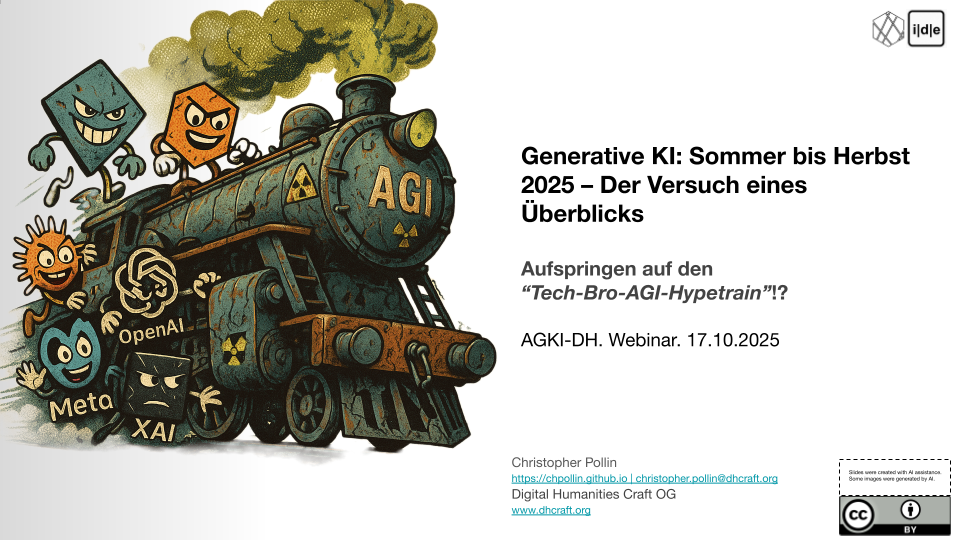 i|d|e
AGI
OpenAI
Meta
XAI
Generative KI: Sommer bis Herbst
2025 – Der Versuch eines
Überblicks
Aufspringen auf den
“Tech-Bro-AGI-Hypetrain”!?
AGKI-DH. Webinar. 17.10.2025
Christopher Pollin
https://chpollin.github.io | christopher.pollin@dhcraft.org
Digital Humanities Craft OG
www.dhcraft.org
Slides were created with AI assistance.
Some images were generated by AI.
CC
BY